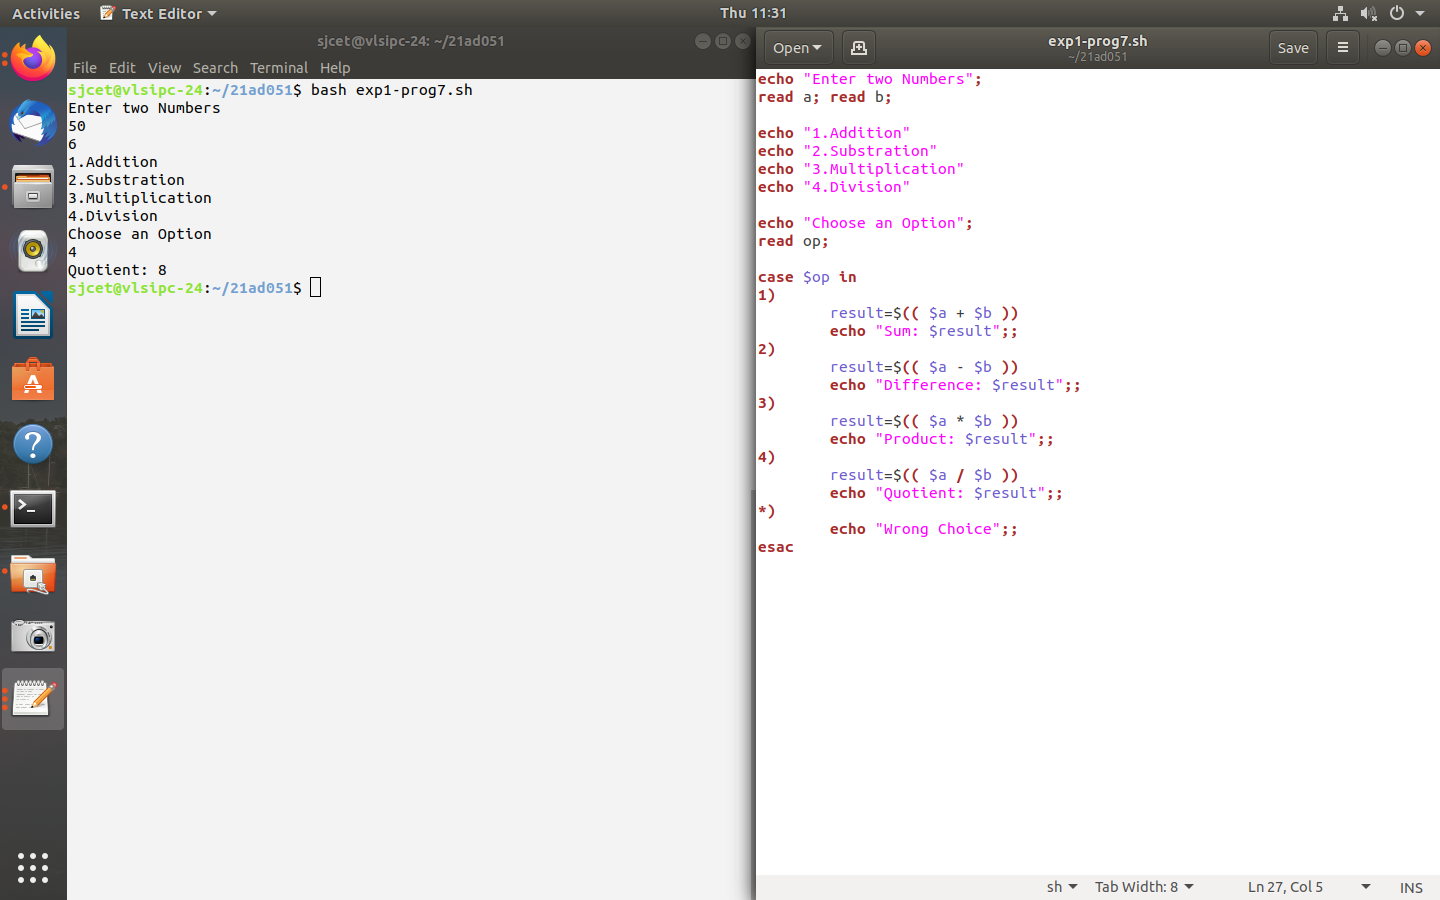 Activities Text Editor Thu 11:31
sjcet@vlsipc-24: ~/21ad051
File Edit View Search Terminal Help
sjcet@vlsipc-24:~/21ad051$ bash exp1-prog7.sh
Enter two Numbers
50
6
1.Addition
2.Substration
3.Multiplication
4.Division
Choose an Option
4
Quotient: 8
sjcet@vlsipc-24:~/21ad051$
Open exp1-prog7.sh Save
~/21ad051
echo "Enter two Numbers";
read a; read b;
echo "1.Addition"
echo "2.Substration"
echo "3.Multiplication"
echo "4.Division"
echo "Choose an Option";
read op;
case $op in
1)
result=$(( $a + $b ))
echo "Sum: $result";;
2)
result=$(( $a - $b ))
echo "Difference: $result";;
3)
result=$(( $a * $b ))
echo "Product: $result";;
4)
result=$(( $a / $b ))
echo "Quotient: $result";;
*)
echo "Wrong Choice";;
esac
sh Tab Width: 8 Ln 27, Col 5 INS